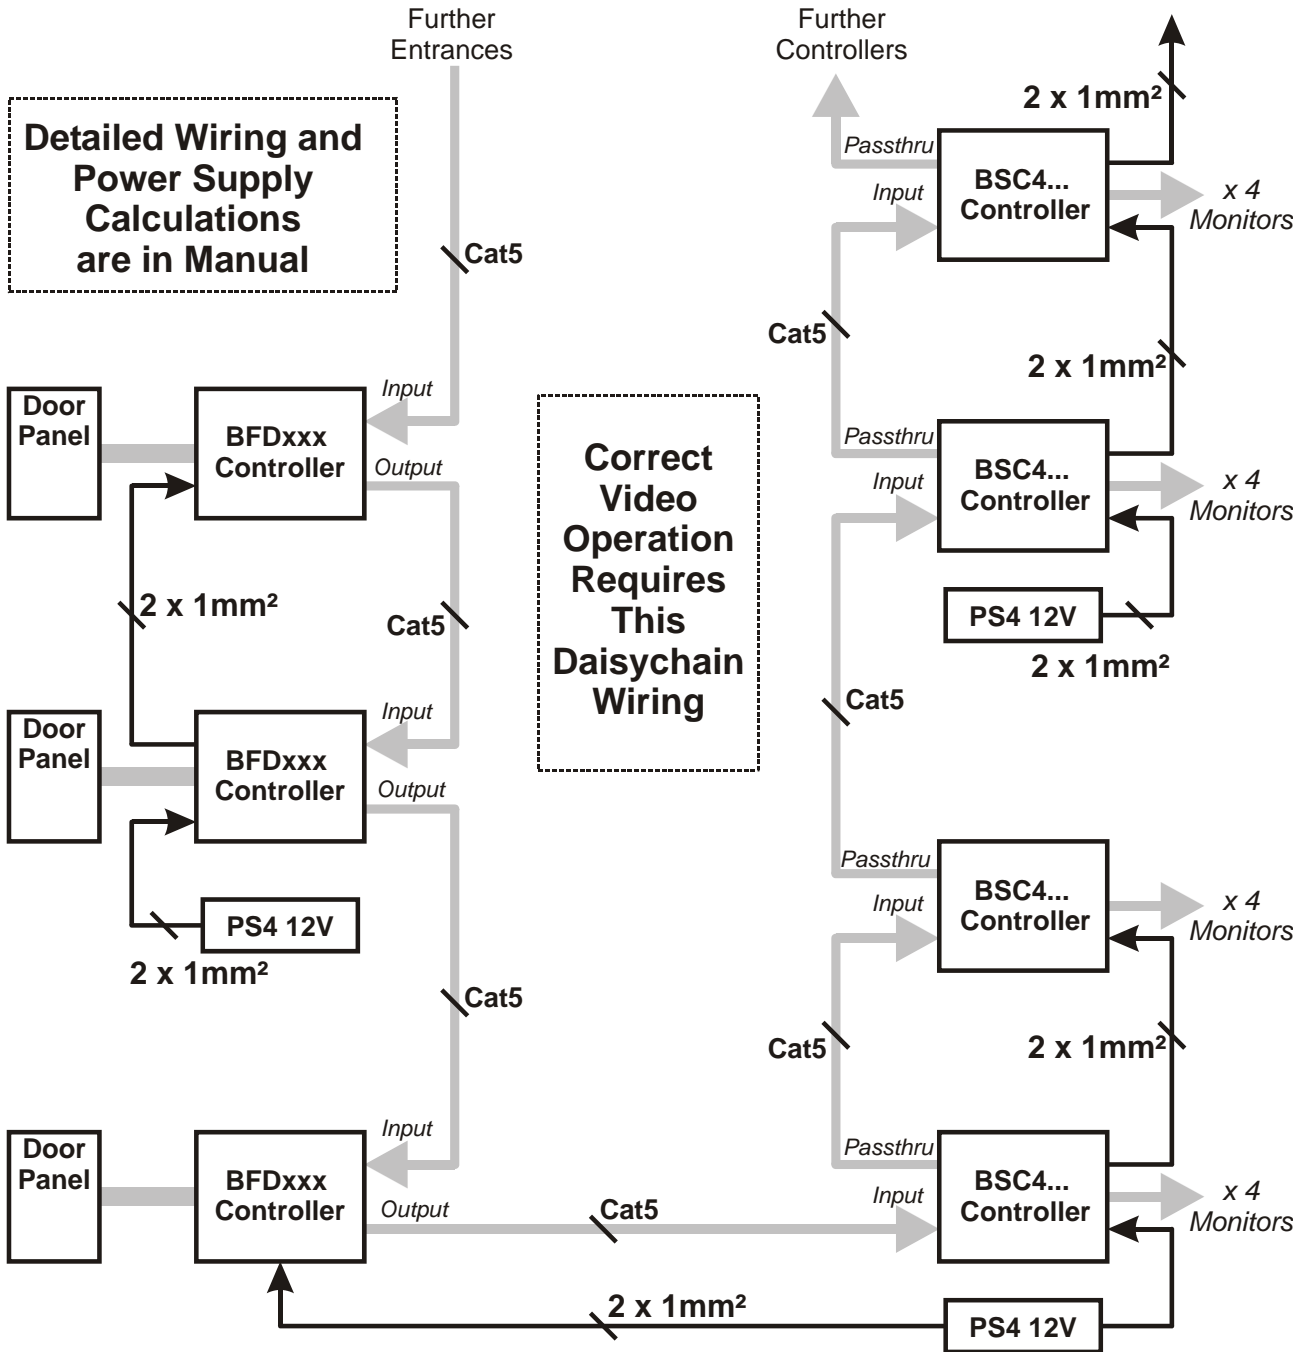 Further
Entrances
Further
Controllers
2 x 1mm²
Detailed Wiring and
Power Supply
Calculations
are in Manual
Passthru
Input
BSC4...
Controller
x 4
Monitors
Cat5
Cat5
2 x 1mm²
Door
Panel
BFDxxx
Controller
Input
Output
Correct
Video
Operation
Requires
This
Daisychain
Wiring
Passthru
Input
BSC4...
Controller
x 4
Monitors
2 x 1mm²
Cat5
PS4 12V
2 x 1mm²
Door
Panel
BFDxxx
Controller
Input
Output
Cat5
PS4 12V
2 x 1mm²
Cat5
Passthru
Input
BSC4...
Controller
x 4
Monitors
Cat5
2 x 1mm²
Door
Panel
BFDxxx
Controller
Input
Output
Cat5
Passthru
Input
BSC4...
Controller
x 4
Monitors
2 x 1mm²
PS4 12V